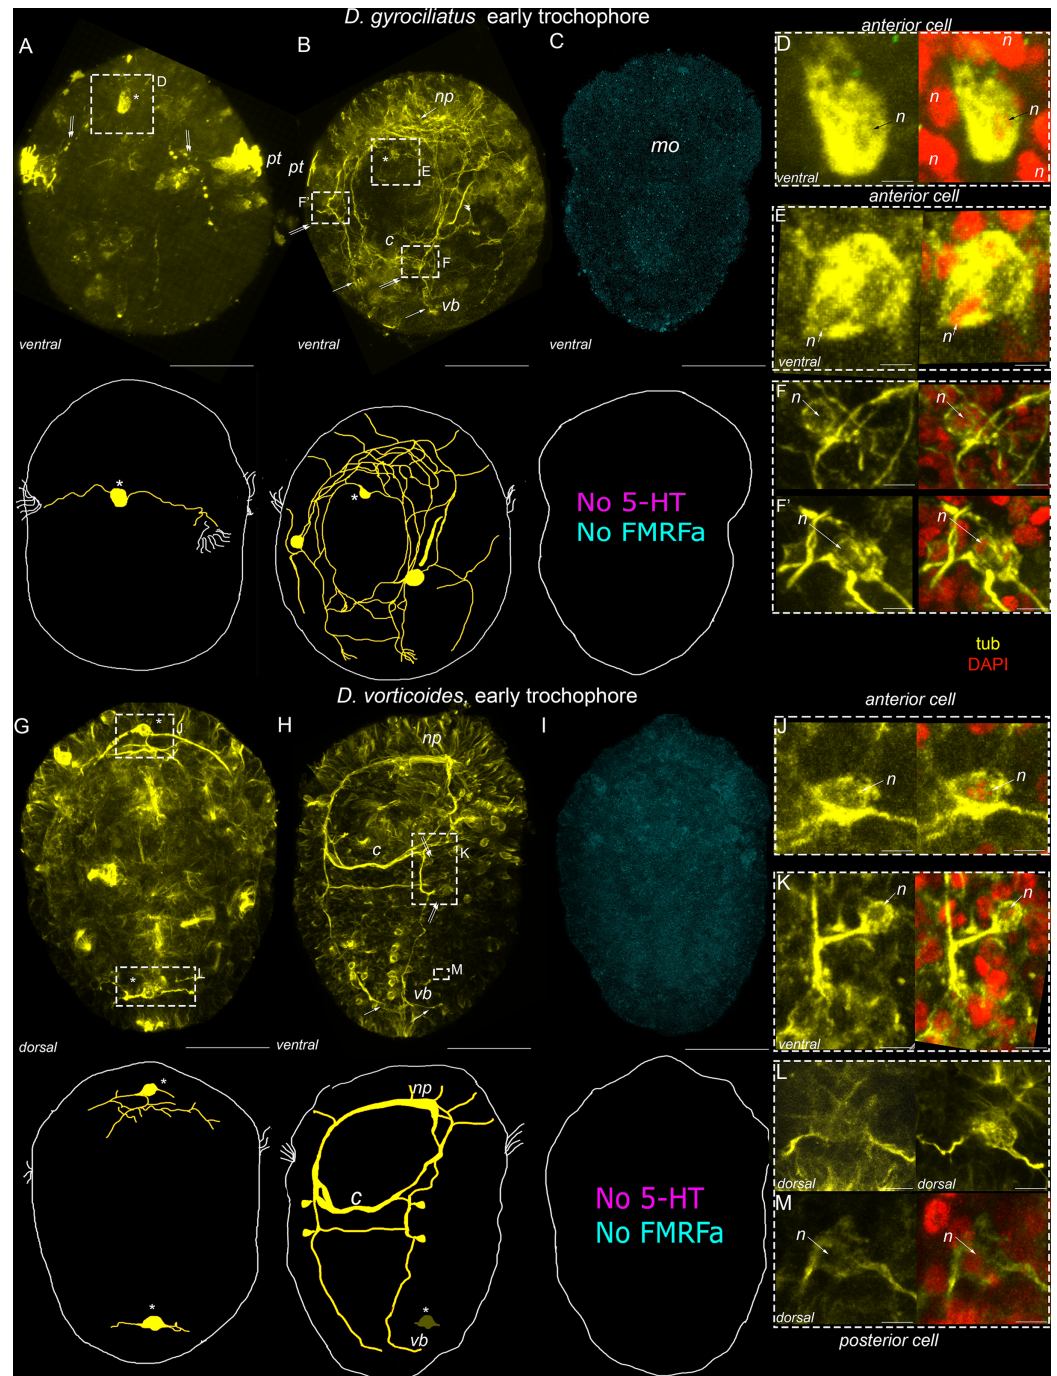 D. gyrociliatus early trochophore
anterior cell
A
B
C
D
D
*
np
n
n
n
n
n
n
E
*
mo
pt
pt
F'
c
F
vb
ventral
ventral
ventral
ventral
anterior cell
E
n
n
ventral
F
n
n
F'
n
n
*
*
No 5-HT
No FMRFa
tub
DAPI
D. vorticoides, early trochophore
anterior cell
G
H
I
J
*
J
np
n
n
c
K
K
n
n
M
vb
*
L
dorsal
ventral
ventral
L
dorsal
dorsal
*
np
c
No 5-HT
No FMRFa
M
n
n
dorsal
*
*
vb
posterior cell